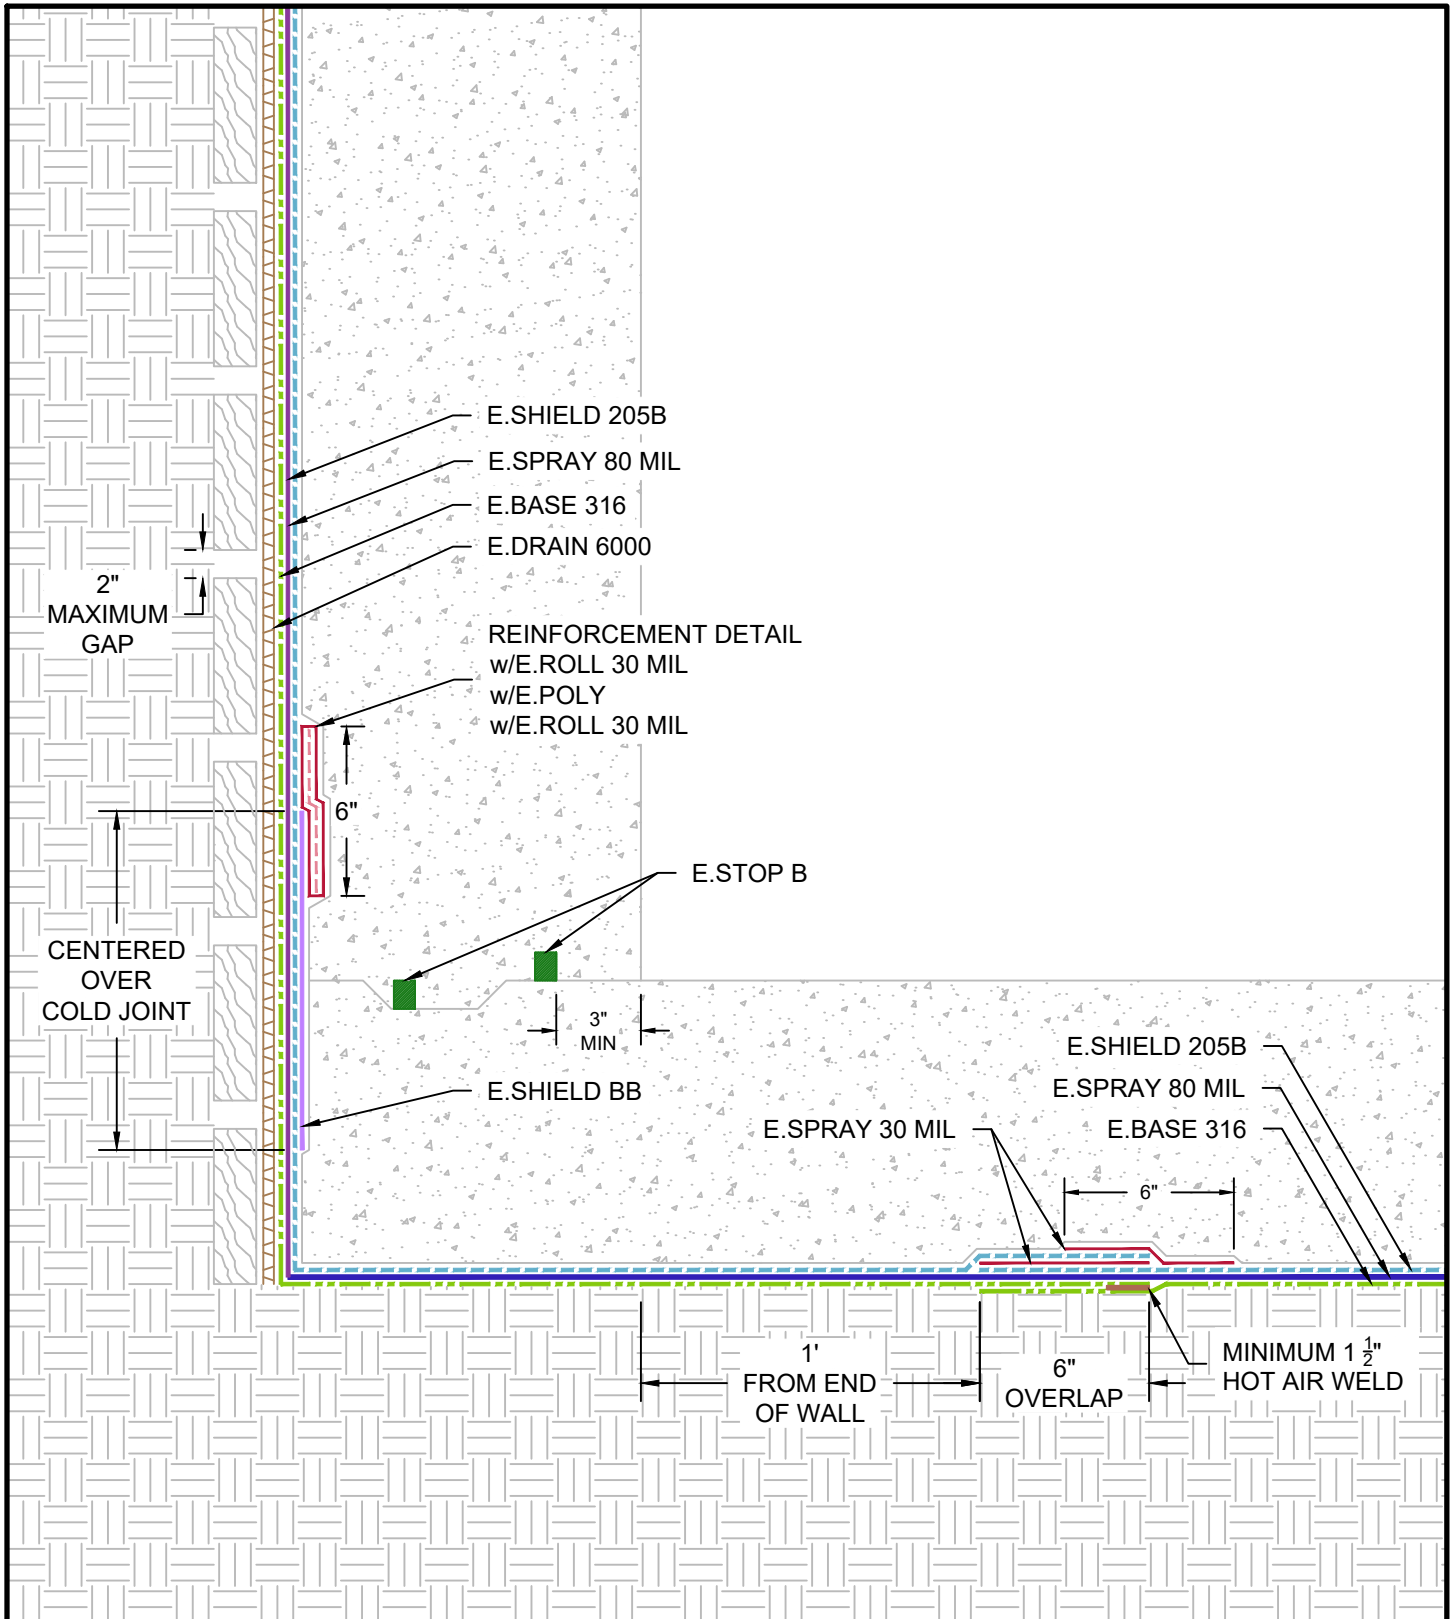 E.SHIELD 205B
E.SPRAY 80 MIL
E.BASE 316
E.DRAIN 6000
2"
MAXIMUM
GAP
REINFORCEMENT DETAIL
w/E.ROLL 30 MIL
w/E.POLY
w/E.ROLL 30 MIL
6"
E.STOP B
CENTERED
OVER
COLD JOINT
3"
MIN
E.SHIELD BB
E.SHIELD 205B
E.SPRAY 80 MIL
E.SPRAY 30 MIL
E.BASE 316
6"
1'
FROM END
OF WALL
6"
OVERLAP
MINIMUM 1 1/2"
HOT AIR WELD